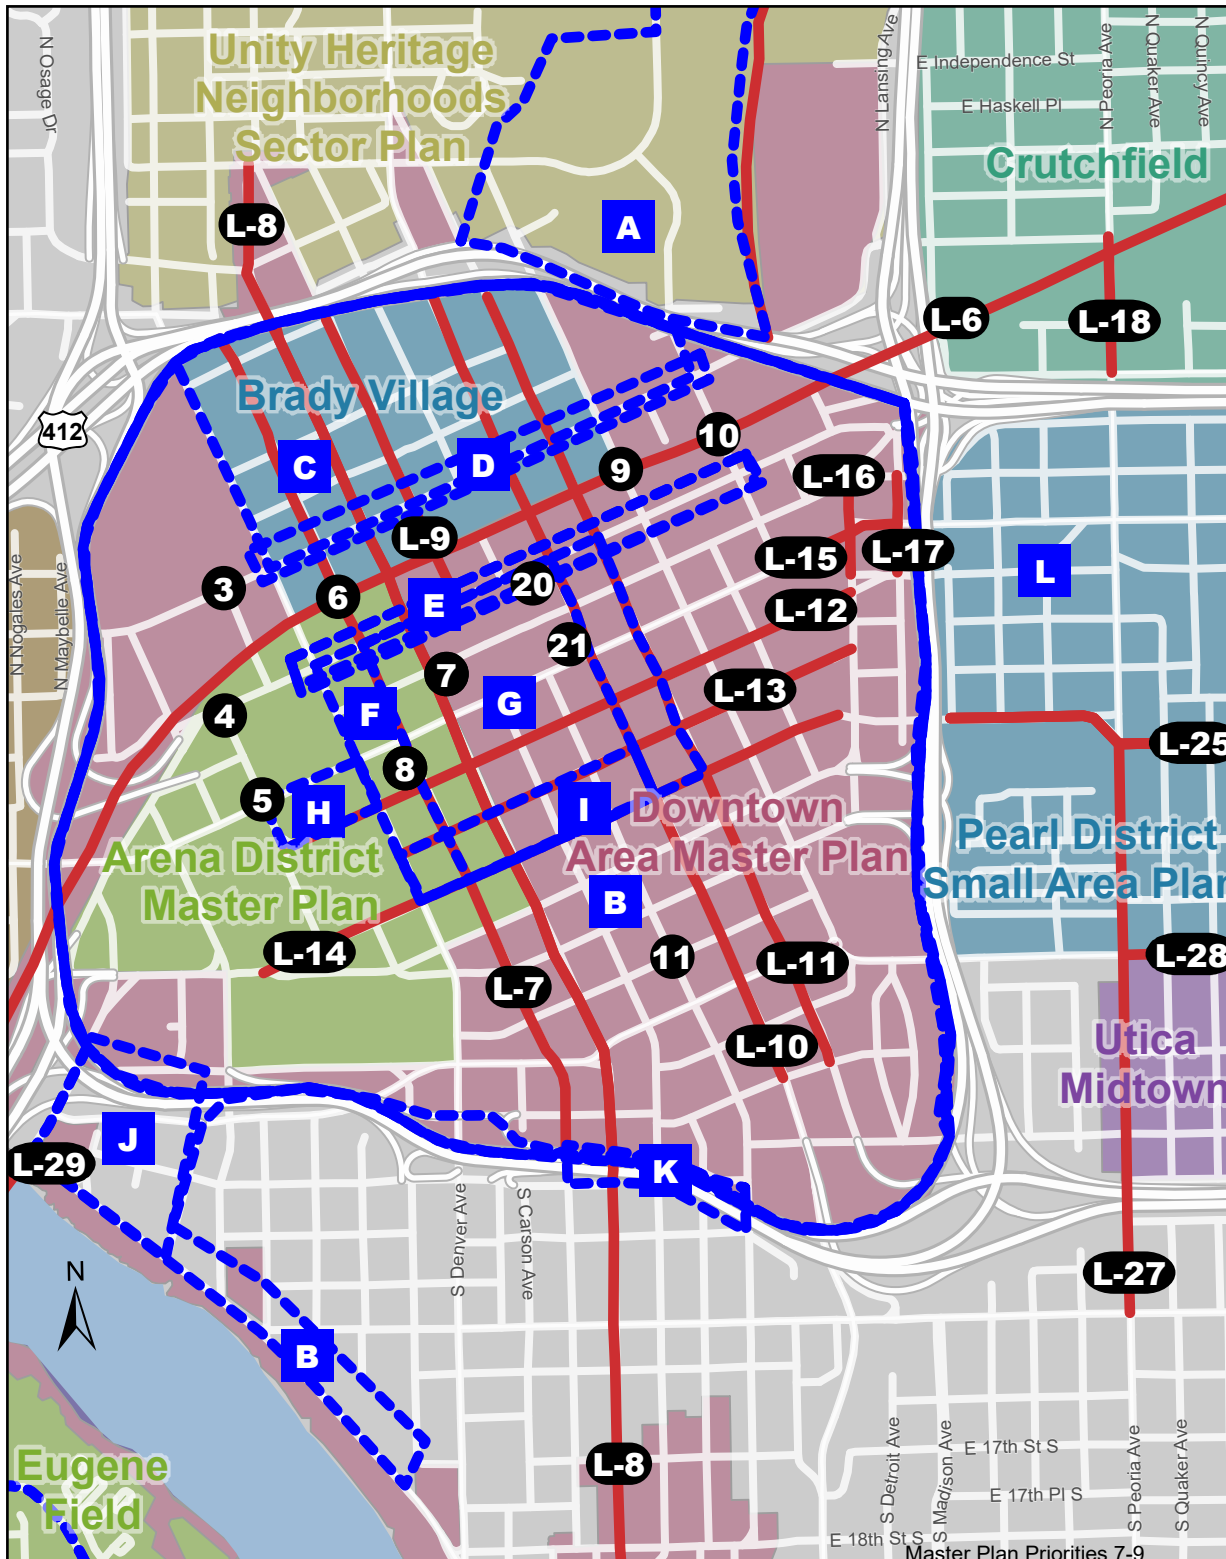 N Osage Dr
Unity Heritage
Neighborhoods
Sector Plan
N Lansing Ave
E Independence St
E Haskell Pl
N Peoria Ave
N Quaker Ave
N Quincy Ave
Crutchfield
L-8
A
L-6
L-18
Brady Village
412
C
D
10
9
L-16
L-9
L-15
L-17
3
6
E
20
L-12
L
N Nogales Ave
N Maybelle Ave
21
7
L-13
4
F
G
L-25
8
5
H
I
Downtown
Area Master Plan
Pearl District
Small Area Plan
Arena District
Master Plan
B
L-14
11
L-11
L-28
L-7
L-10
Utica
Midtown
J
L-29
K
S Denver Ave
S Carson Ave
N
L-27
B
L-8
Eugene
Field
S Detroit Ave
S Madison Ave
E 17th St S
E 17th Pl S
E 18th St S
S Peoria Ave
S Quaker Ave
Master Plan Priorities 7-9